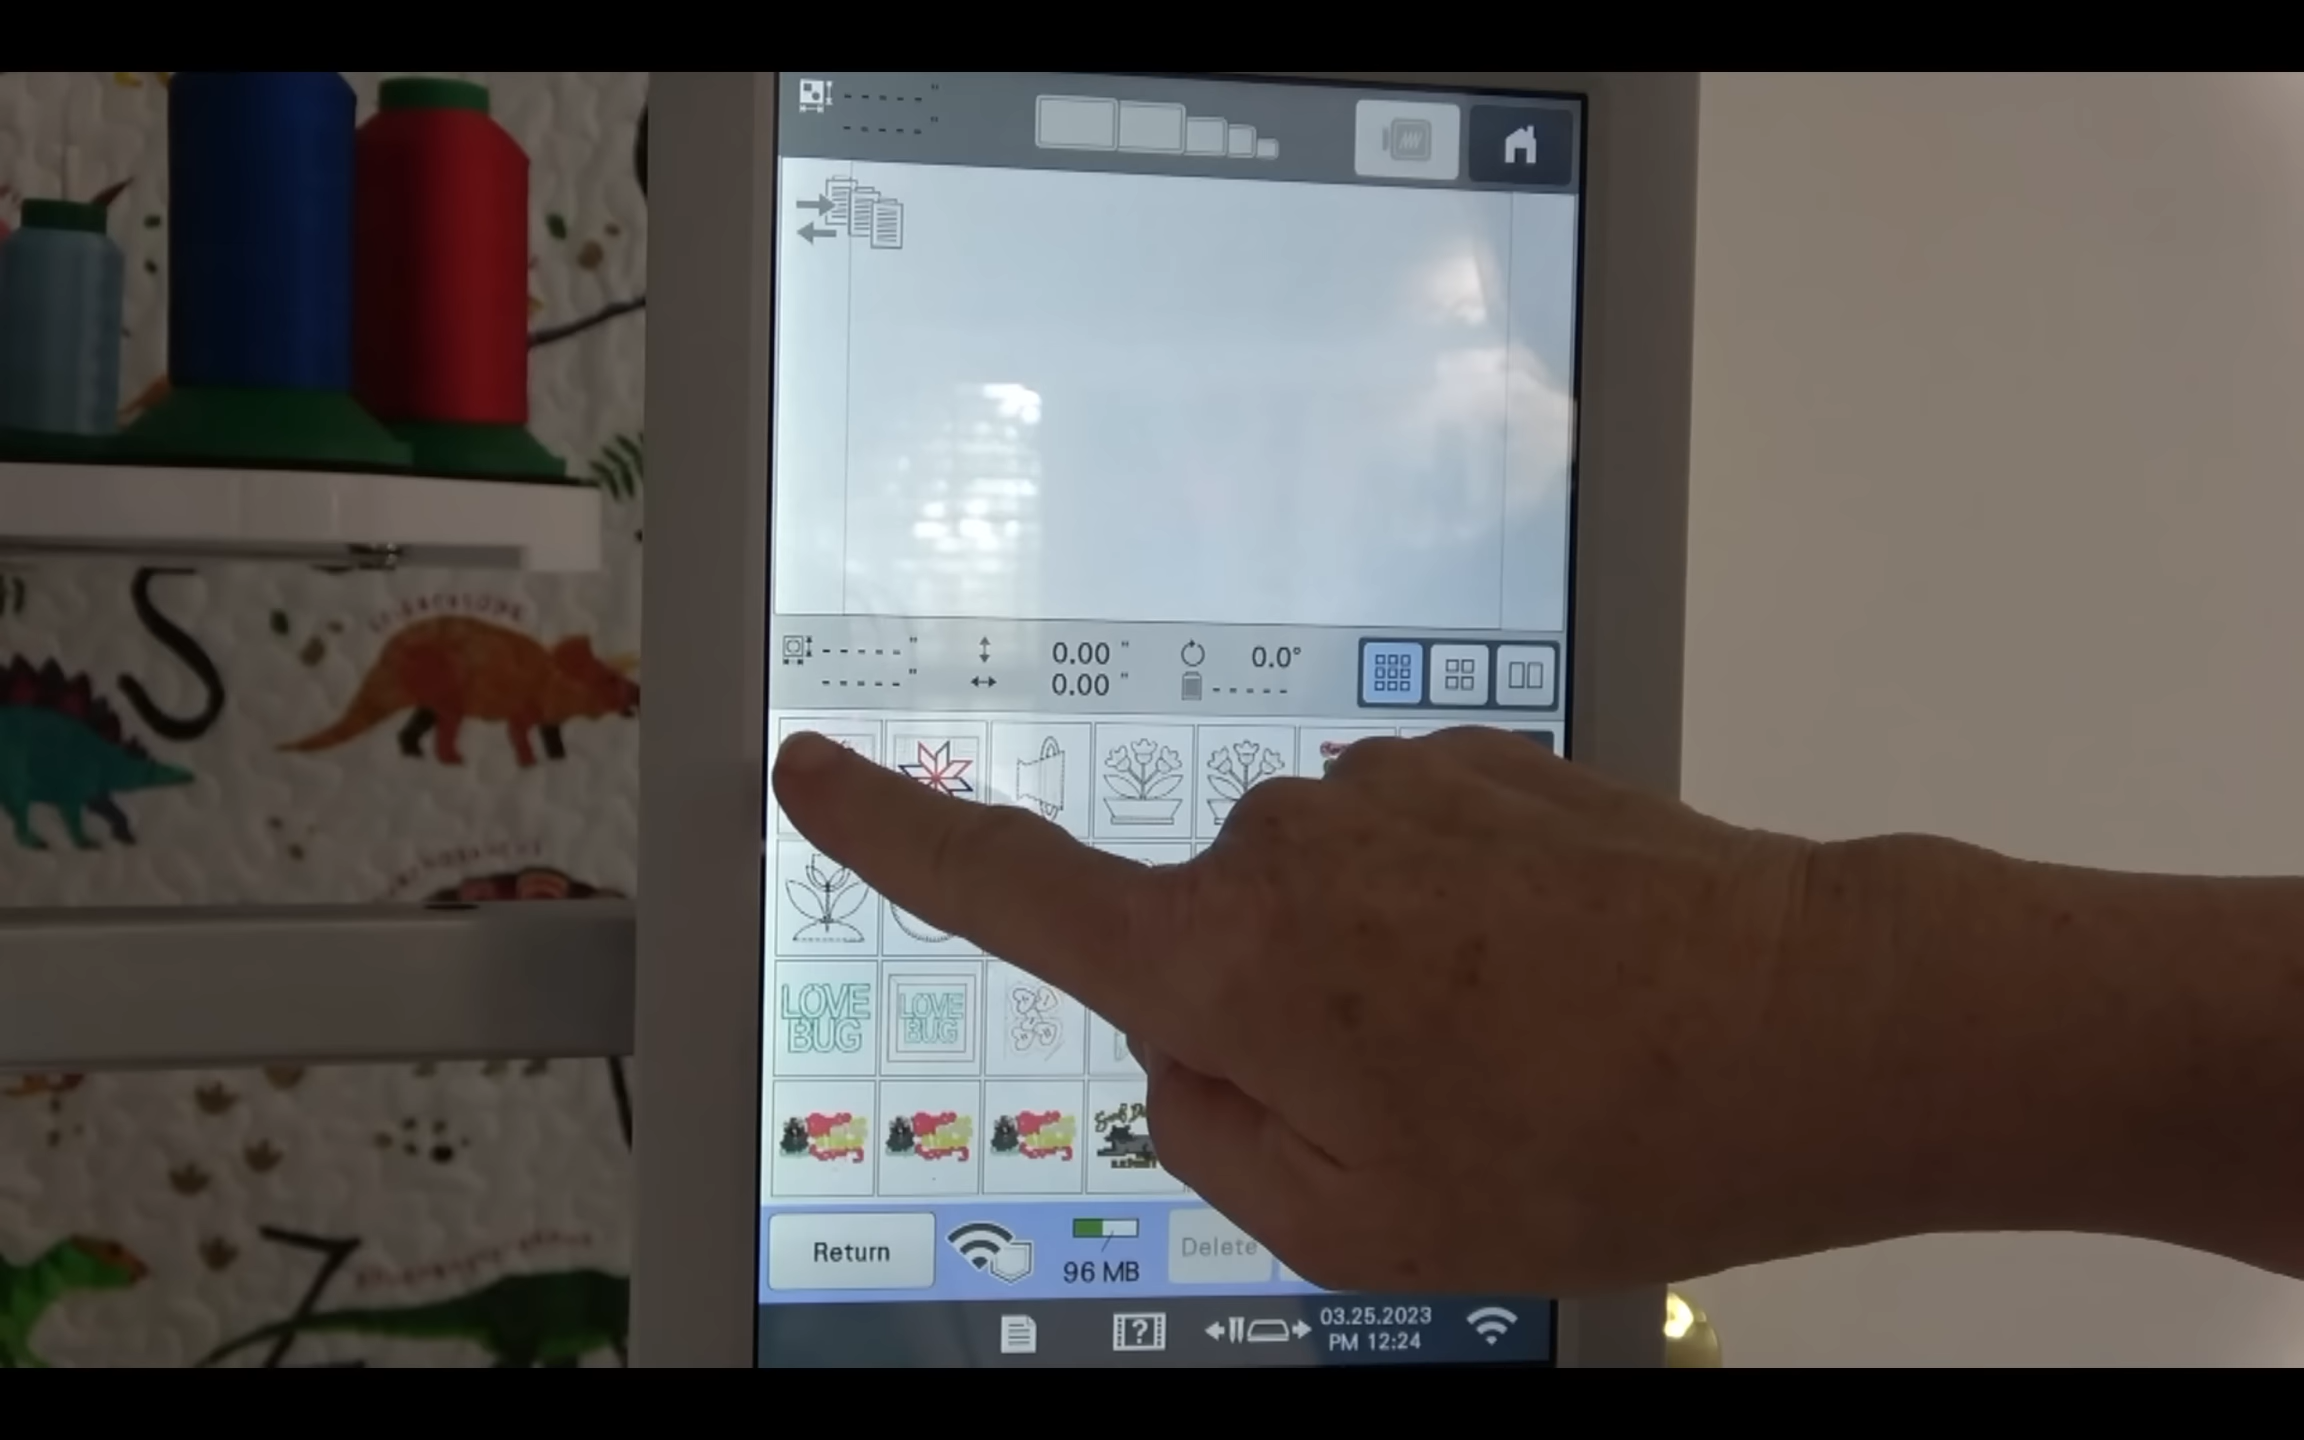 - - - - - "
- - - - - "
- - - - - " 0.00 " 0.0°
- - - - - " 0.00 " - - - - -
LOVE
BUG
LOVE
BUG
Return
96 MB
Delete
?
03.25.2023
PM 12:24
S
Z